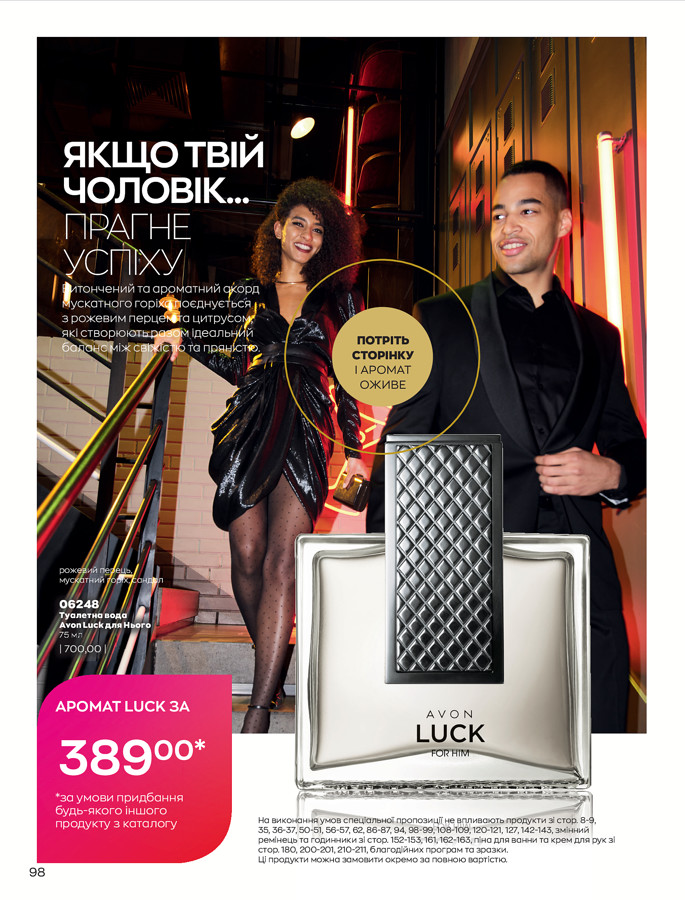 ЯКЩО ТВІЙ
ЧОЛОВІК...
ПРАГНЕ
УСПІХУ
Витончений та ароматний акорд
мускатного горіха поєднується
з рожевим перцем та цитрусом,
які створюють разом ідеальний
баланс між свіжістю та пряністю.
ПОТРІТЬ
СТОРІНКУ
І АРОМАТ
ОЖИВЕ
рожевий перець,
мускатний горіх, сандал
06248
Туалетна вода
Avon Luck для Нього
75 мл
| 700,00 |
АРОМАТ LUCK ЗА
389⁰⁰*
*за умови придбання
будь-якого іншого
продукту з каталогу
AVON
LUCK
FOR HIM
На виконання умов спеціальної пропозиції не впливають продукти зі стор. 8-9,
35, 36-37, 50-51, 56-57, 62, 86-87, 94, 98-99, 108-109, 120-121, 127, 142-143, змінний
ремінець та годинники зі стор. 152-153, 161, 162-163, піна для ванни та крем для рук зі
стор. 180, 200-201, 210-211, благодійних програм та зразки.
Ці продукти можна замовити окремо за повною вартістю.
98